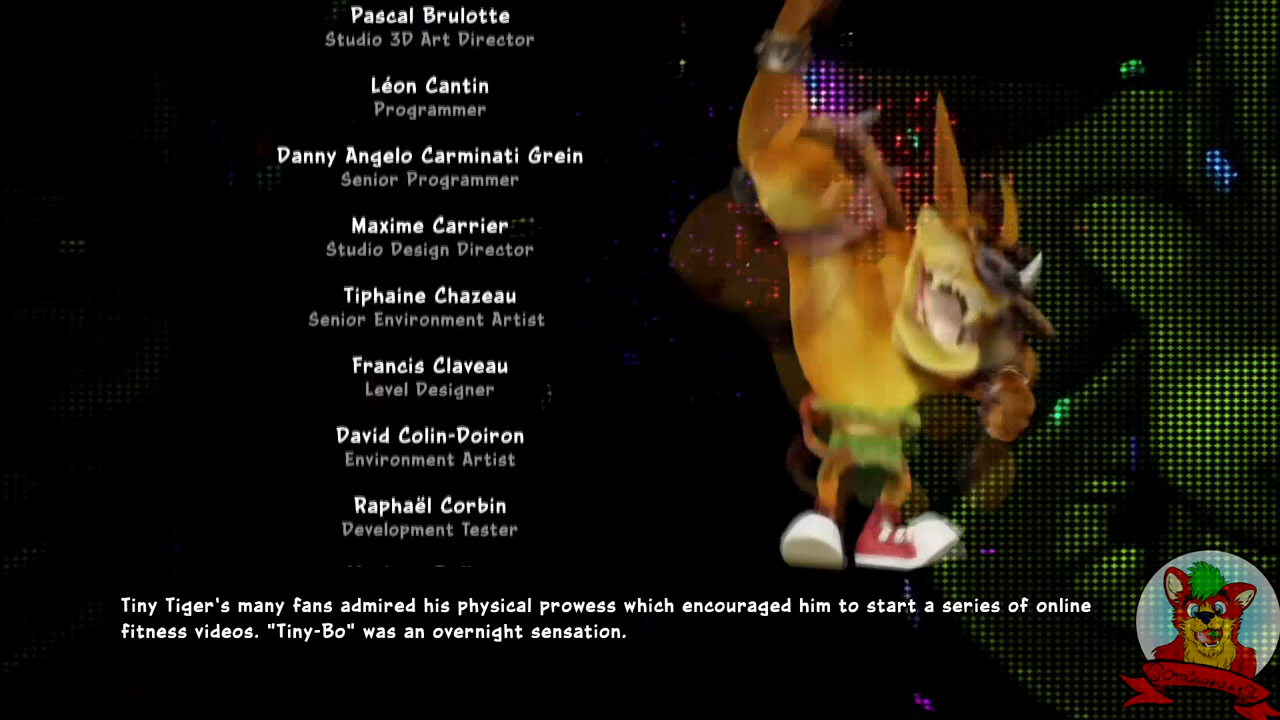 Pascal Brulotte
Studio 3D Art Director
Léon Cantin
Programmer
Danny Angelo Carminati Grein
Senior Programmer
Maxime Carrier
Studio Design Director
Tiphaine Chazeau
Senior Environment Artist
Francis Claveau
Level Designer
David Colin-Doiron
Environment Artist
Raphaël Corbin
Development Tester
Tiny Tiger's many fans admired his physical prowess which encouraged him to start a series of online
fitness videos. "Tiny-Bo" was an overnight sensation.